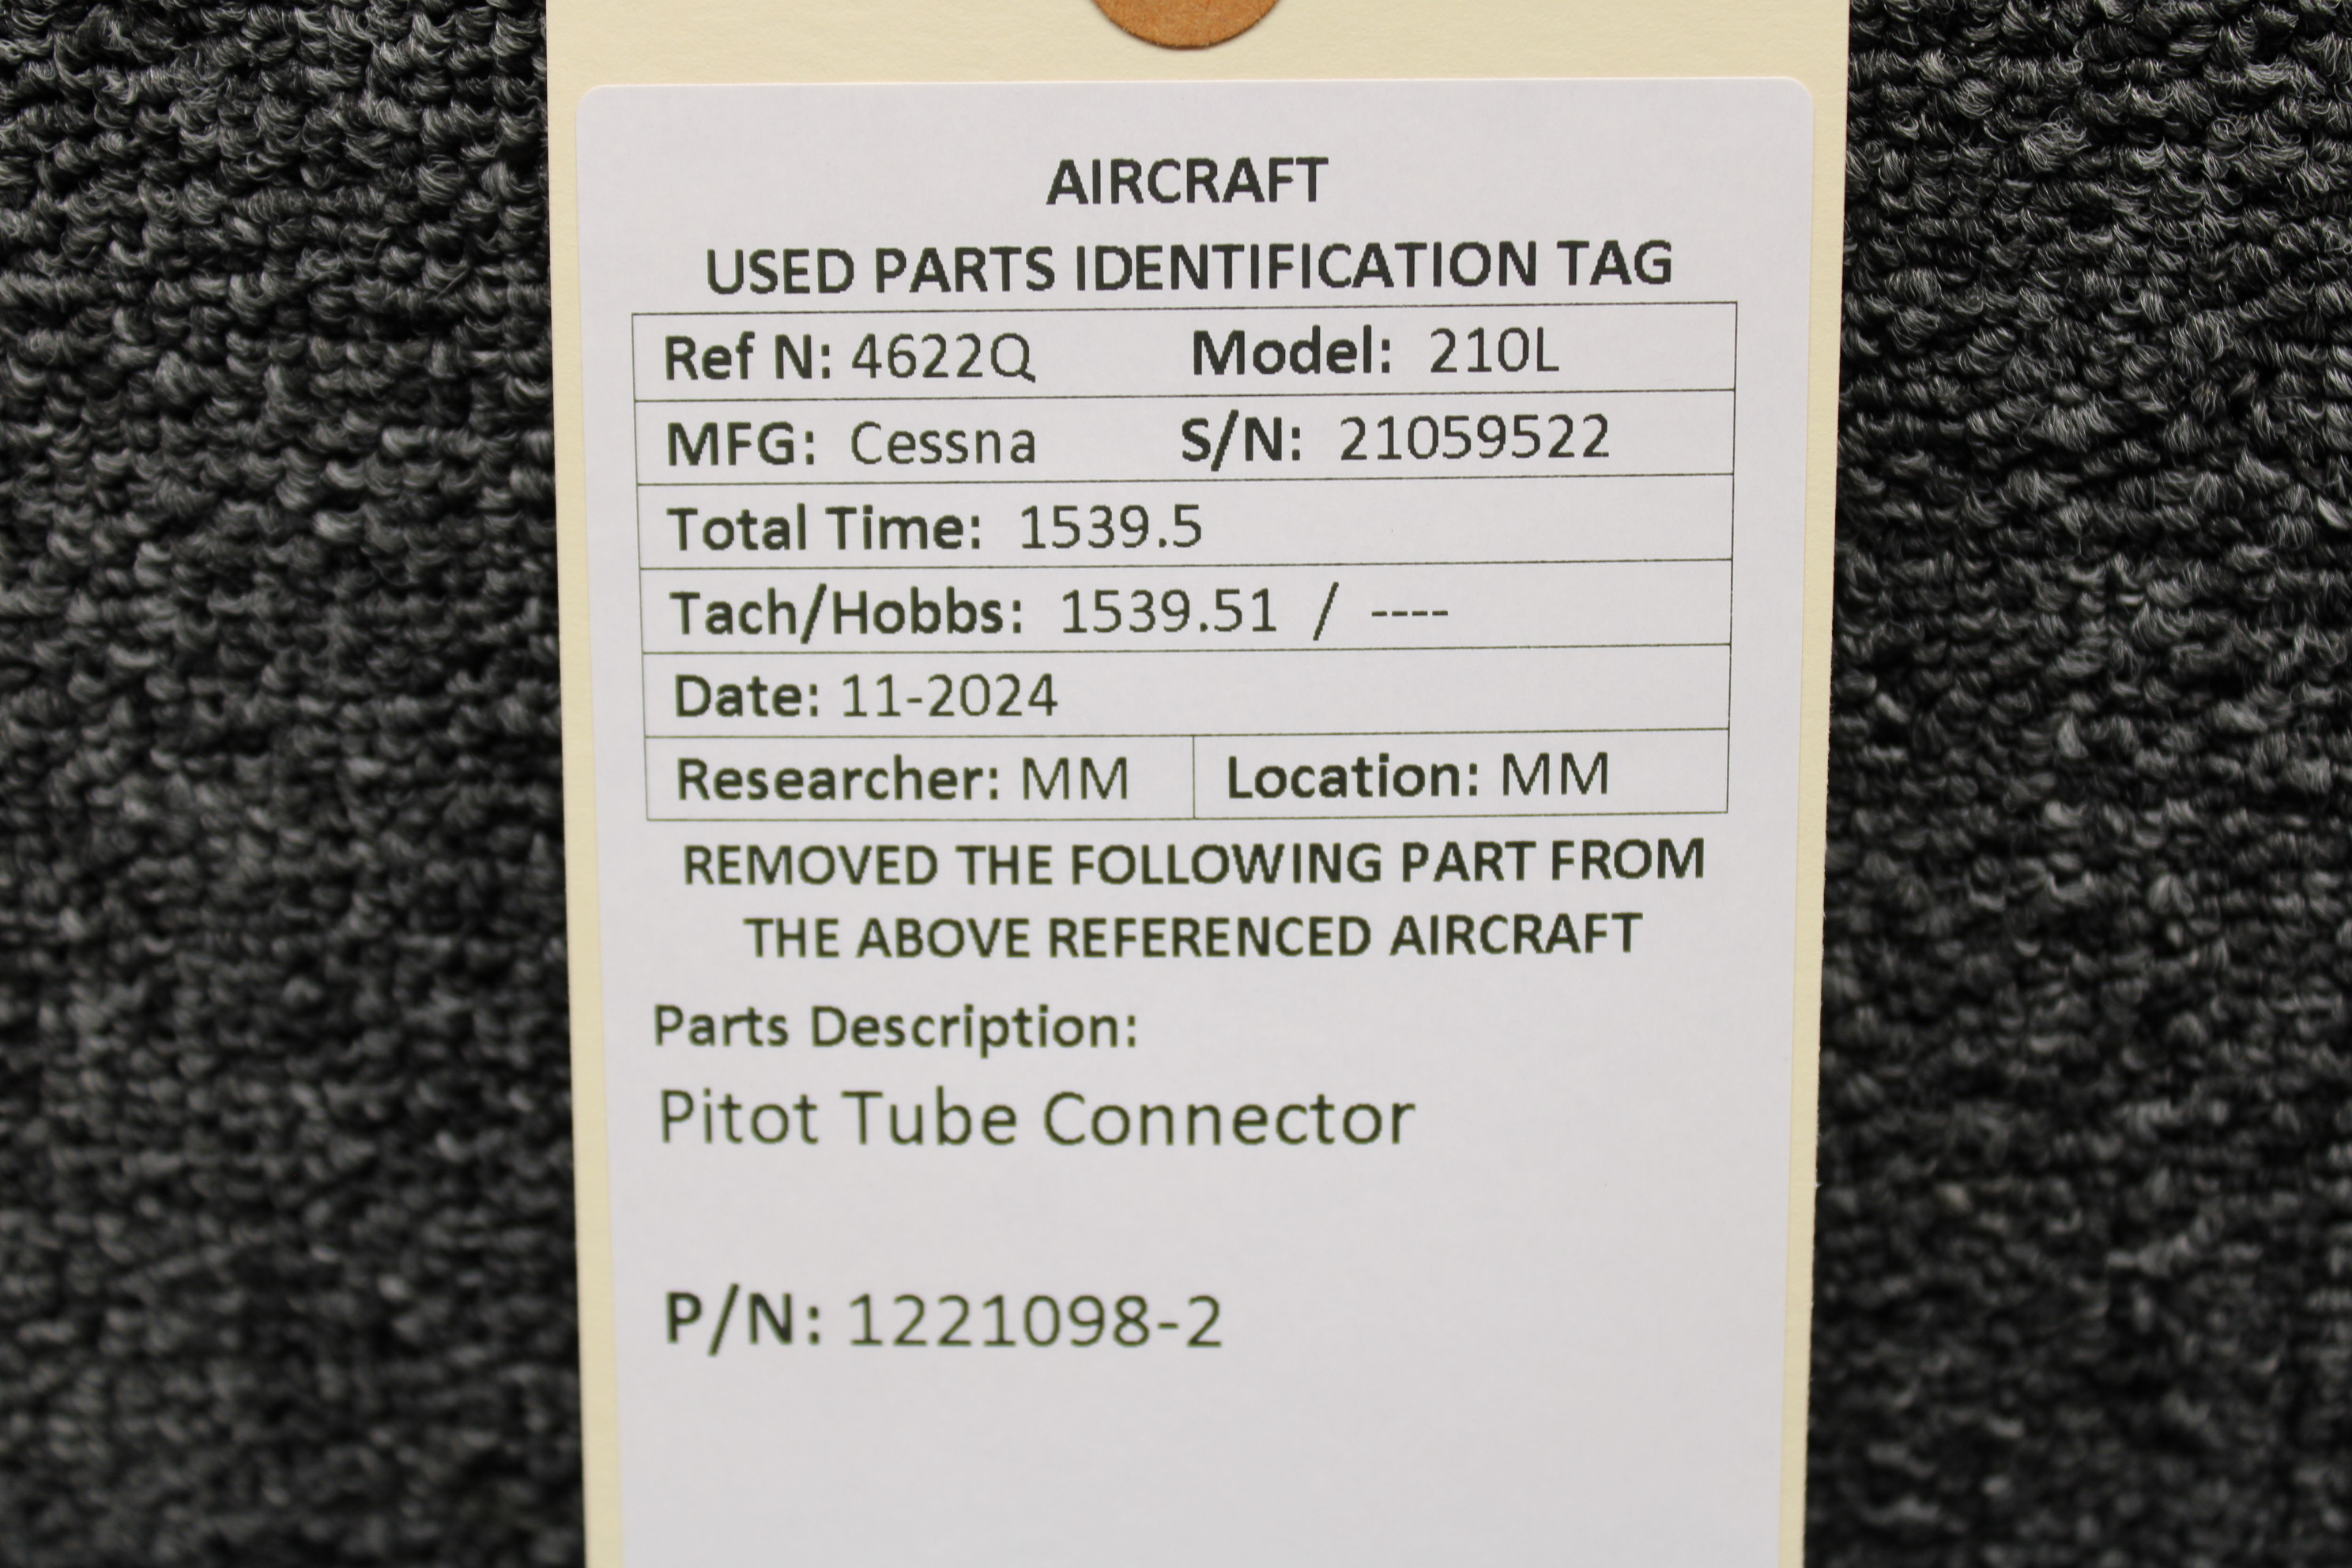 AIRCRAFT
USED PARTS IDENTIFICATION TAG
Ref N: 4622Q Model: 210L
MFG: Cessna S/N: 21059522
Total Time: 1539.5
Tach/Hobbs: 1539.51 / ----
Date: 11-2024
Researcher: MM Location: MM
REMOVED THE FOLLOWING PART FROM
THE ABOVE REFERENCED AIRCRAFT
Parts Description:
Pitot Tube Connector
P/N: 1221098-2